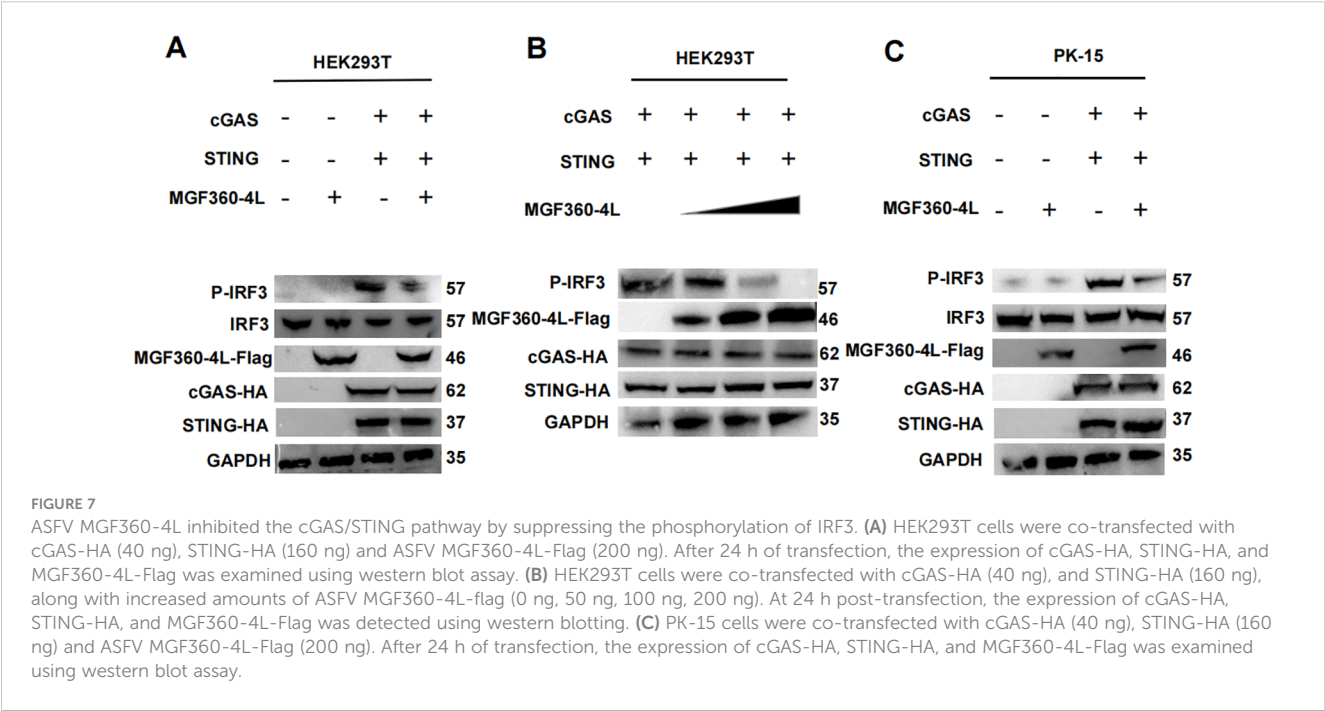 A
HEK293T
cGAS - - + +
STING - - + +
MGF360-4L - + - +
P-IRF3 57
IRF3 57
MGF360-4L-Flag 46
cGAS-HA 62
STING-HA 37
GAPDH 35
B
HEK293T
cGAS + + + +
STING + + + +
MGF360-4L
P-IRF3 57
MGF360-4L-Flag 46
cGAS-HA 62
STING-HA 37
GAPDH 35
C
PK-15
cGAS - - + +
STING - - + +
MGF360-4L - + - +
P-IRF3 57
IRF3 57
MGF360-4L-Flag 46
cGAS-HA 62
STING-HA 37
GAPDH 35
FIGURE 7
ASFV MGF360-4L inhibited the cGAS/STING pathway by suppressing the phosphorylation of IRF3. (A) HEK293T cells were co-transfected with
cGAS-HA (40 ng), STING-HA (160 ng) and ASFV MGF360-4L-Flag (200 ng). After 24 h of transfection, the expression of cGAS-HA, STING-HA, and
MGF360-4L-Flag was examined using western blot assay. (B) HEK293T cells were co-transfected with cGAS-HA (40 ng), and STING-HA (160 ng),
along with increased amounts of ASFV MGF360-4L-flag (0 ng, 50 ng, 100 ng, 200 ng). At 24 h post-transfection, the expression of cGAS-HA,
STING-HA, and MGF360-4L-Flag was detected using western blotting. (C) PK-15 cells were co-transfected with cGAS-HA (40 ng), STING-HA (160
ng) and ASFV MGF360-4L-Flag (200 ng). After 24 h of transfection, the expression of cGAS-HA, STING-HA, and MGF360-4L-Flag was examined
using western blot assay.